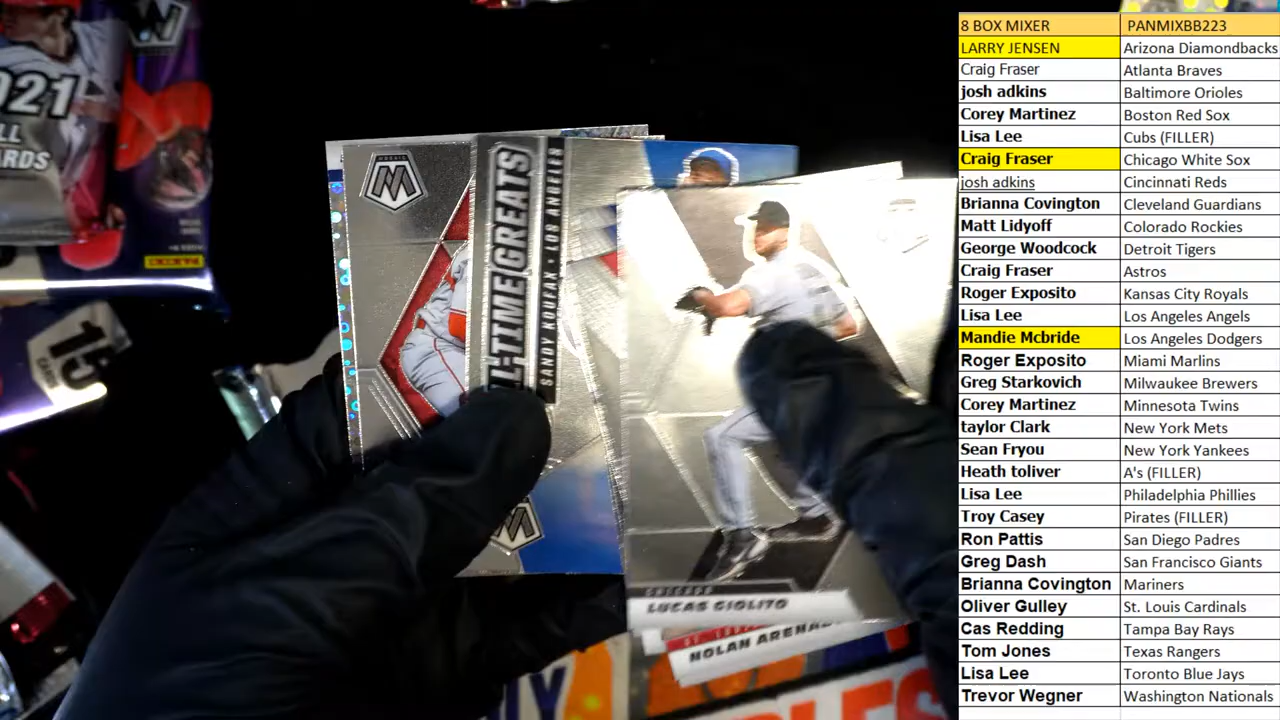 2021
15
MOSAIC
M
L-TIME GREATS
SANDY KOUFAX • LOS ANGELES
CHICAGO
LUCAS GIOLITO
NOLAN ARENA
8 BOX MIXER PANMIXBB223
LARRY JENSEN Arizona Diamondbacks
Craig Fraser Atlanta Braves
josh adkins Baltimore Orioles
Corey Martinez Boston Red Sox
Lisa Lee Cubs (FILLER)
Craig Fraser Chicago White Sox
josh adkins Cincinnati Reds
Brianna Covington Cleveland Guardians
Matt Lidyoff Colorado Rockies
George Woodcock Detroit Tigers
Craig Fraser Astros
Roger Exposito Kansas City Royals
Lisa Lee Los Angeles Angels
Mandie Mcbride Los Angeles Dodgers
Roger Exposito Miami Marlins
Greg Starkovich Milwaukee Brewers
Corey Martinez Minnesota Twins
taylor Clark New York Mets
Sean Fryou New York Yankees
Heath toliver A's (FILLER)
Lisa Lee Philadelphia Phillies
Troy Casey Pirates (FILLER)
Ron Pattis San Diego Padres
Greg Dash San Francisco Giants
Brianna Covington Mariners
Oliver Gulley St. Louis Cardinals
Cas Redding Tampa Bay Rays
Tom Jones Texas Rangers
Lisa Lee Toronto Blue Jays
Trevor Wegner Washington Nationals